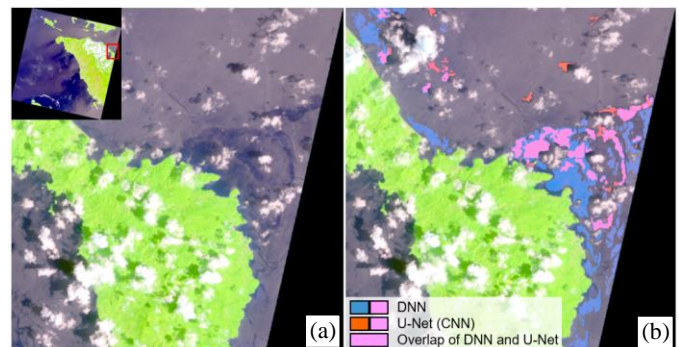 (a)
DNN
U-Net (CNN)
Overlap of DNN and U-Net
(b)